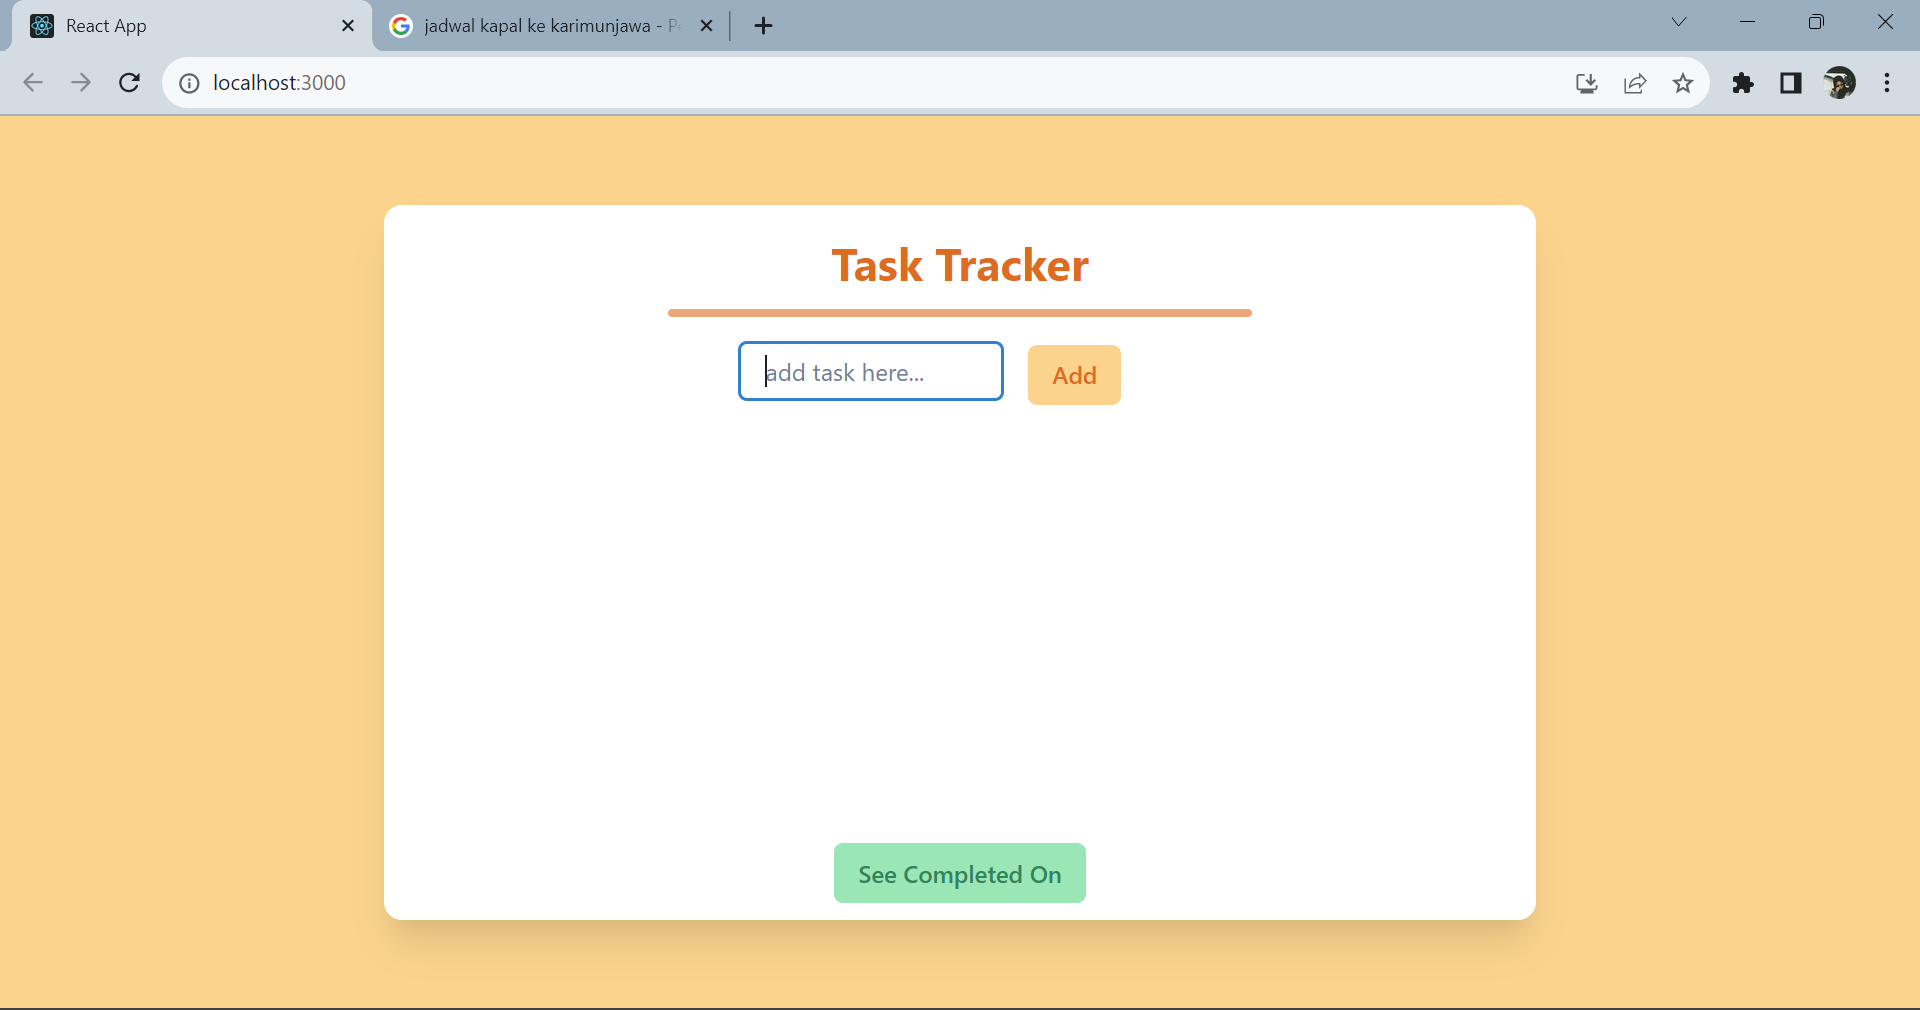 React App
jadwal kapal ke karimunjawa -
localhost:3000
Task Tracker
add task here...
Add
See Completed On